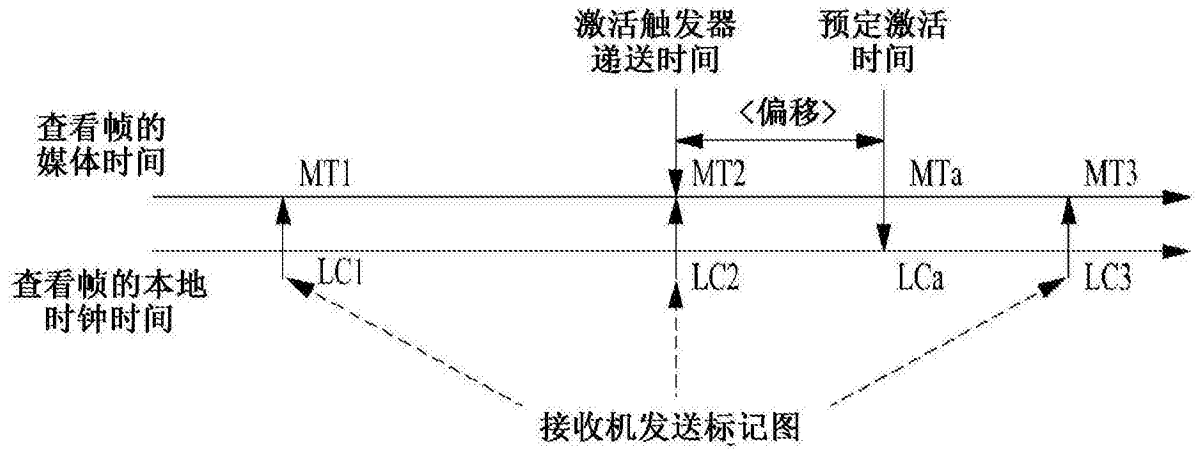 激活触发器
递送时间
预定激活
时间
<偏移>
查看帧的
媒体时间
MT1
MT2
MTa
MT3
查看帧的本地
时钟时间
LC1
LC2
LCa
LC3
接收机发送标记图